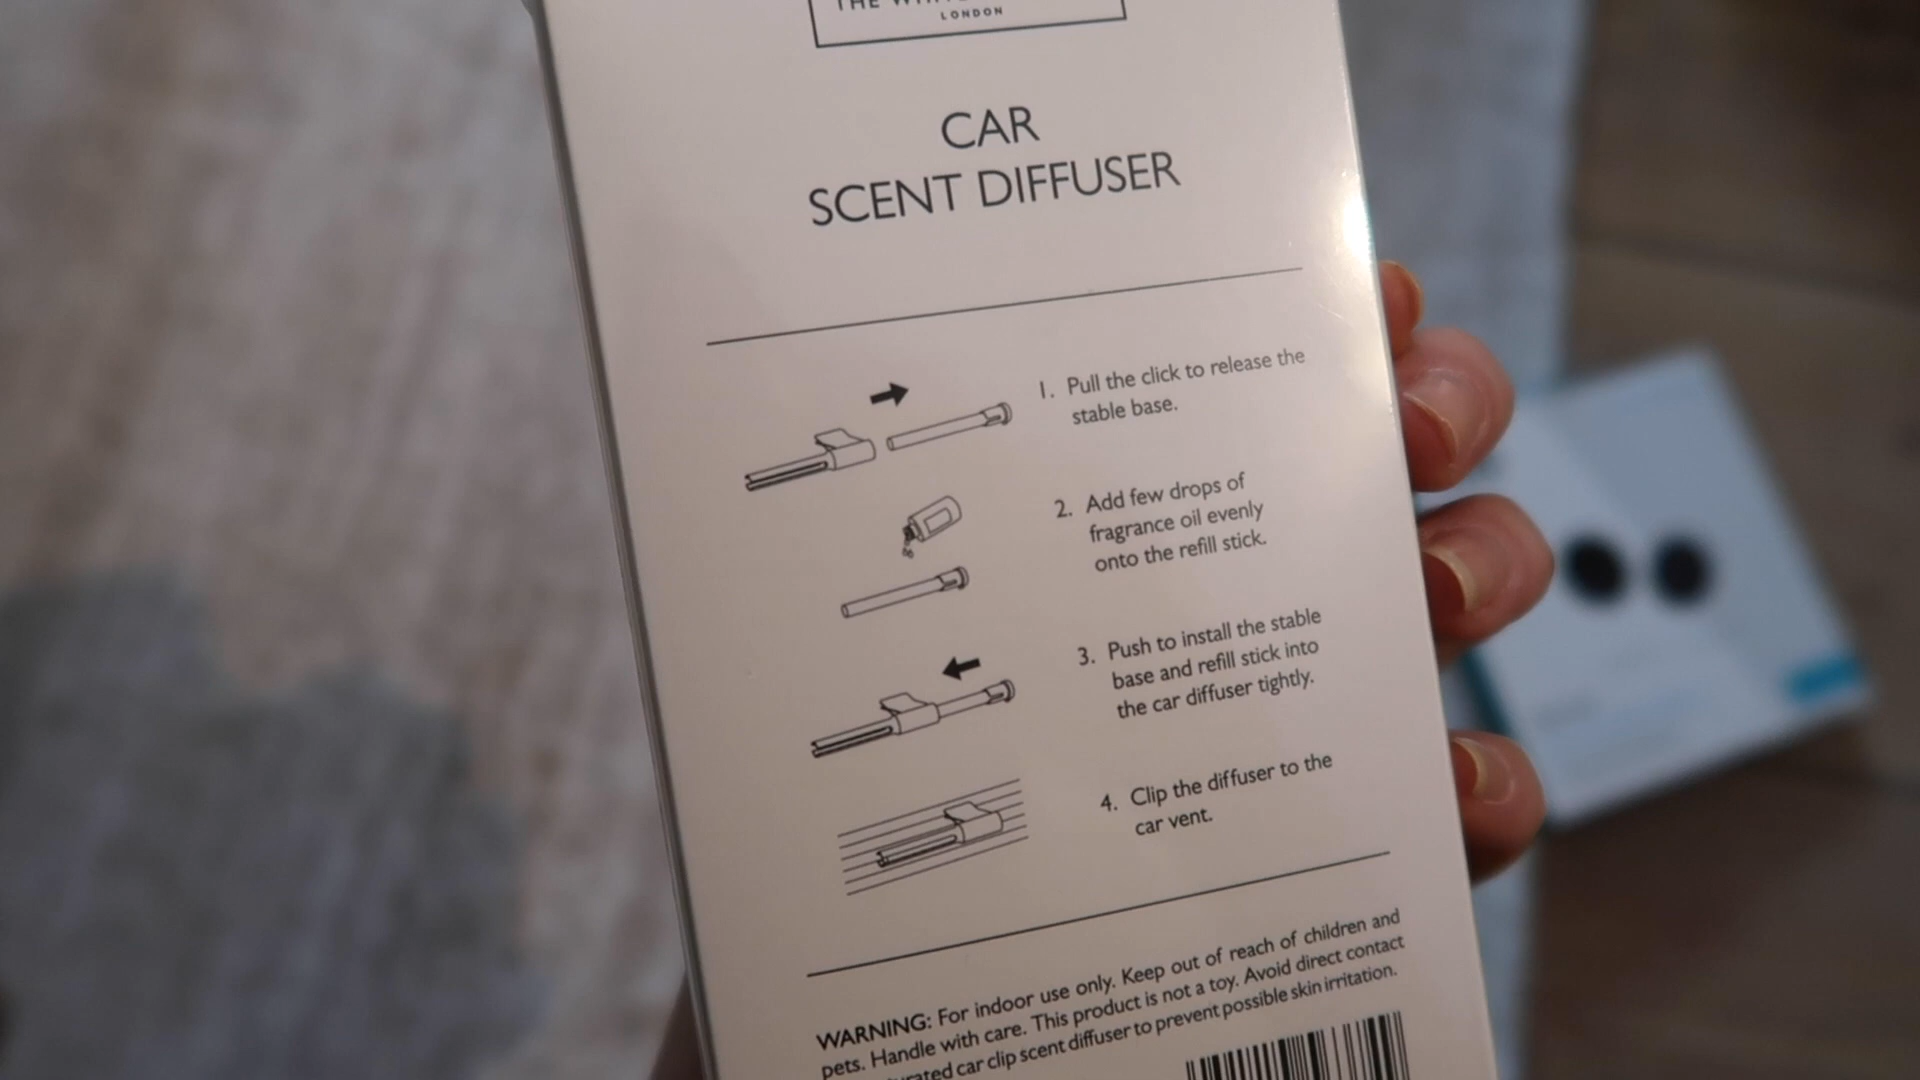 THE
LONDON
CAR
SCENT DIFFUSER
1. Pull the click to release the
stable base.
2. Add few drops of
fragrance oil evenly
onto the refill stick.
3. Push to install the stable
base and refill stick into
the car diffuser tightly.
4. Clip the diffuser to the
car vent.
WARNING: For indoor use only. Keep out of reach of children and
pets. Handle with care. This product is not a toy. Avoid direct contact
car clip scent diffuser to prevent possible skin irritation.